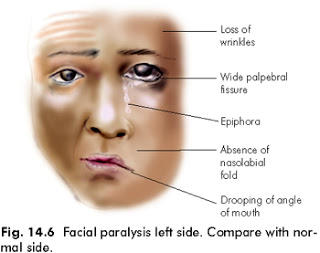 Loss of
wrinkles
Wide palpebral
fissure
Epiphora
Absence of
nasolabial
fold
Drooping of angle
of mouth
Fig. 14.6 Facial paralysis left side. Compare with nor-
mal side.